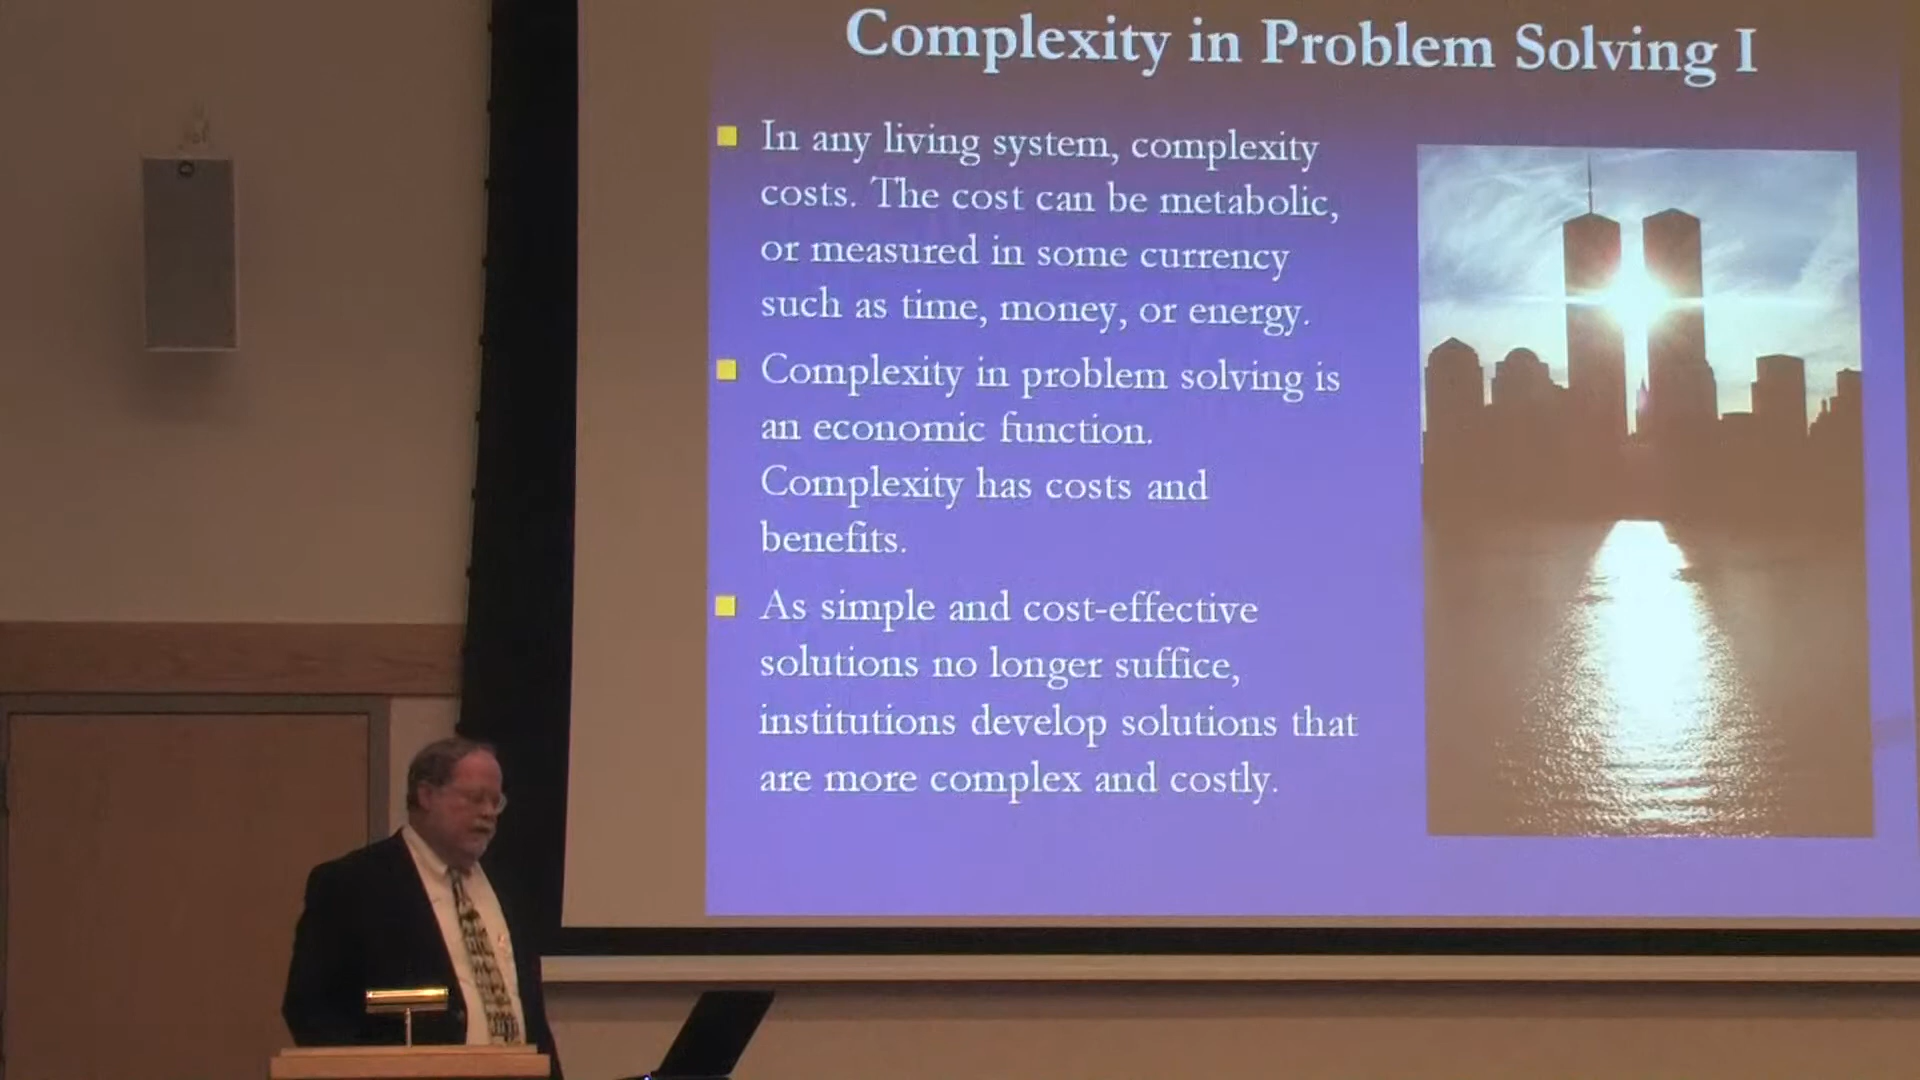 Complexity in Problem Solving I
In any living system, complexity
costs. The cost can be metabolic,
or measured in some currency
such as time, money, or energy.
Complexity in problem solving is
an economic function.
Complexity has costs and
benefits.
As simple and cost-effective
solutions no longer suffice,
institutions develop solutions that
are more complex and costly.